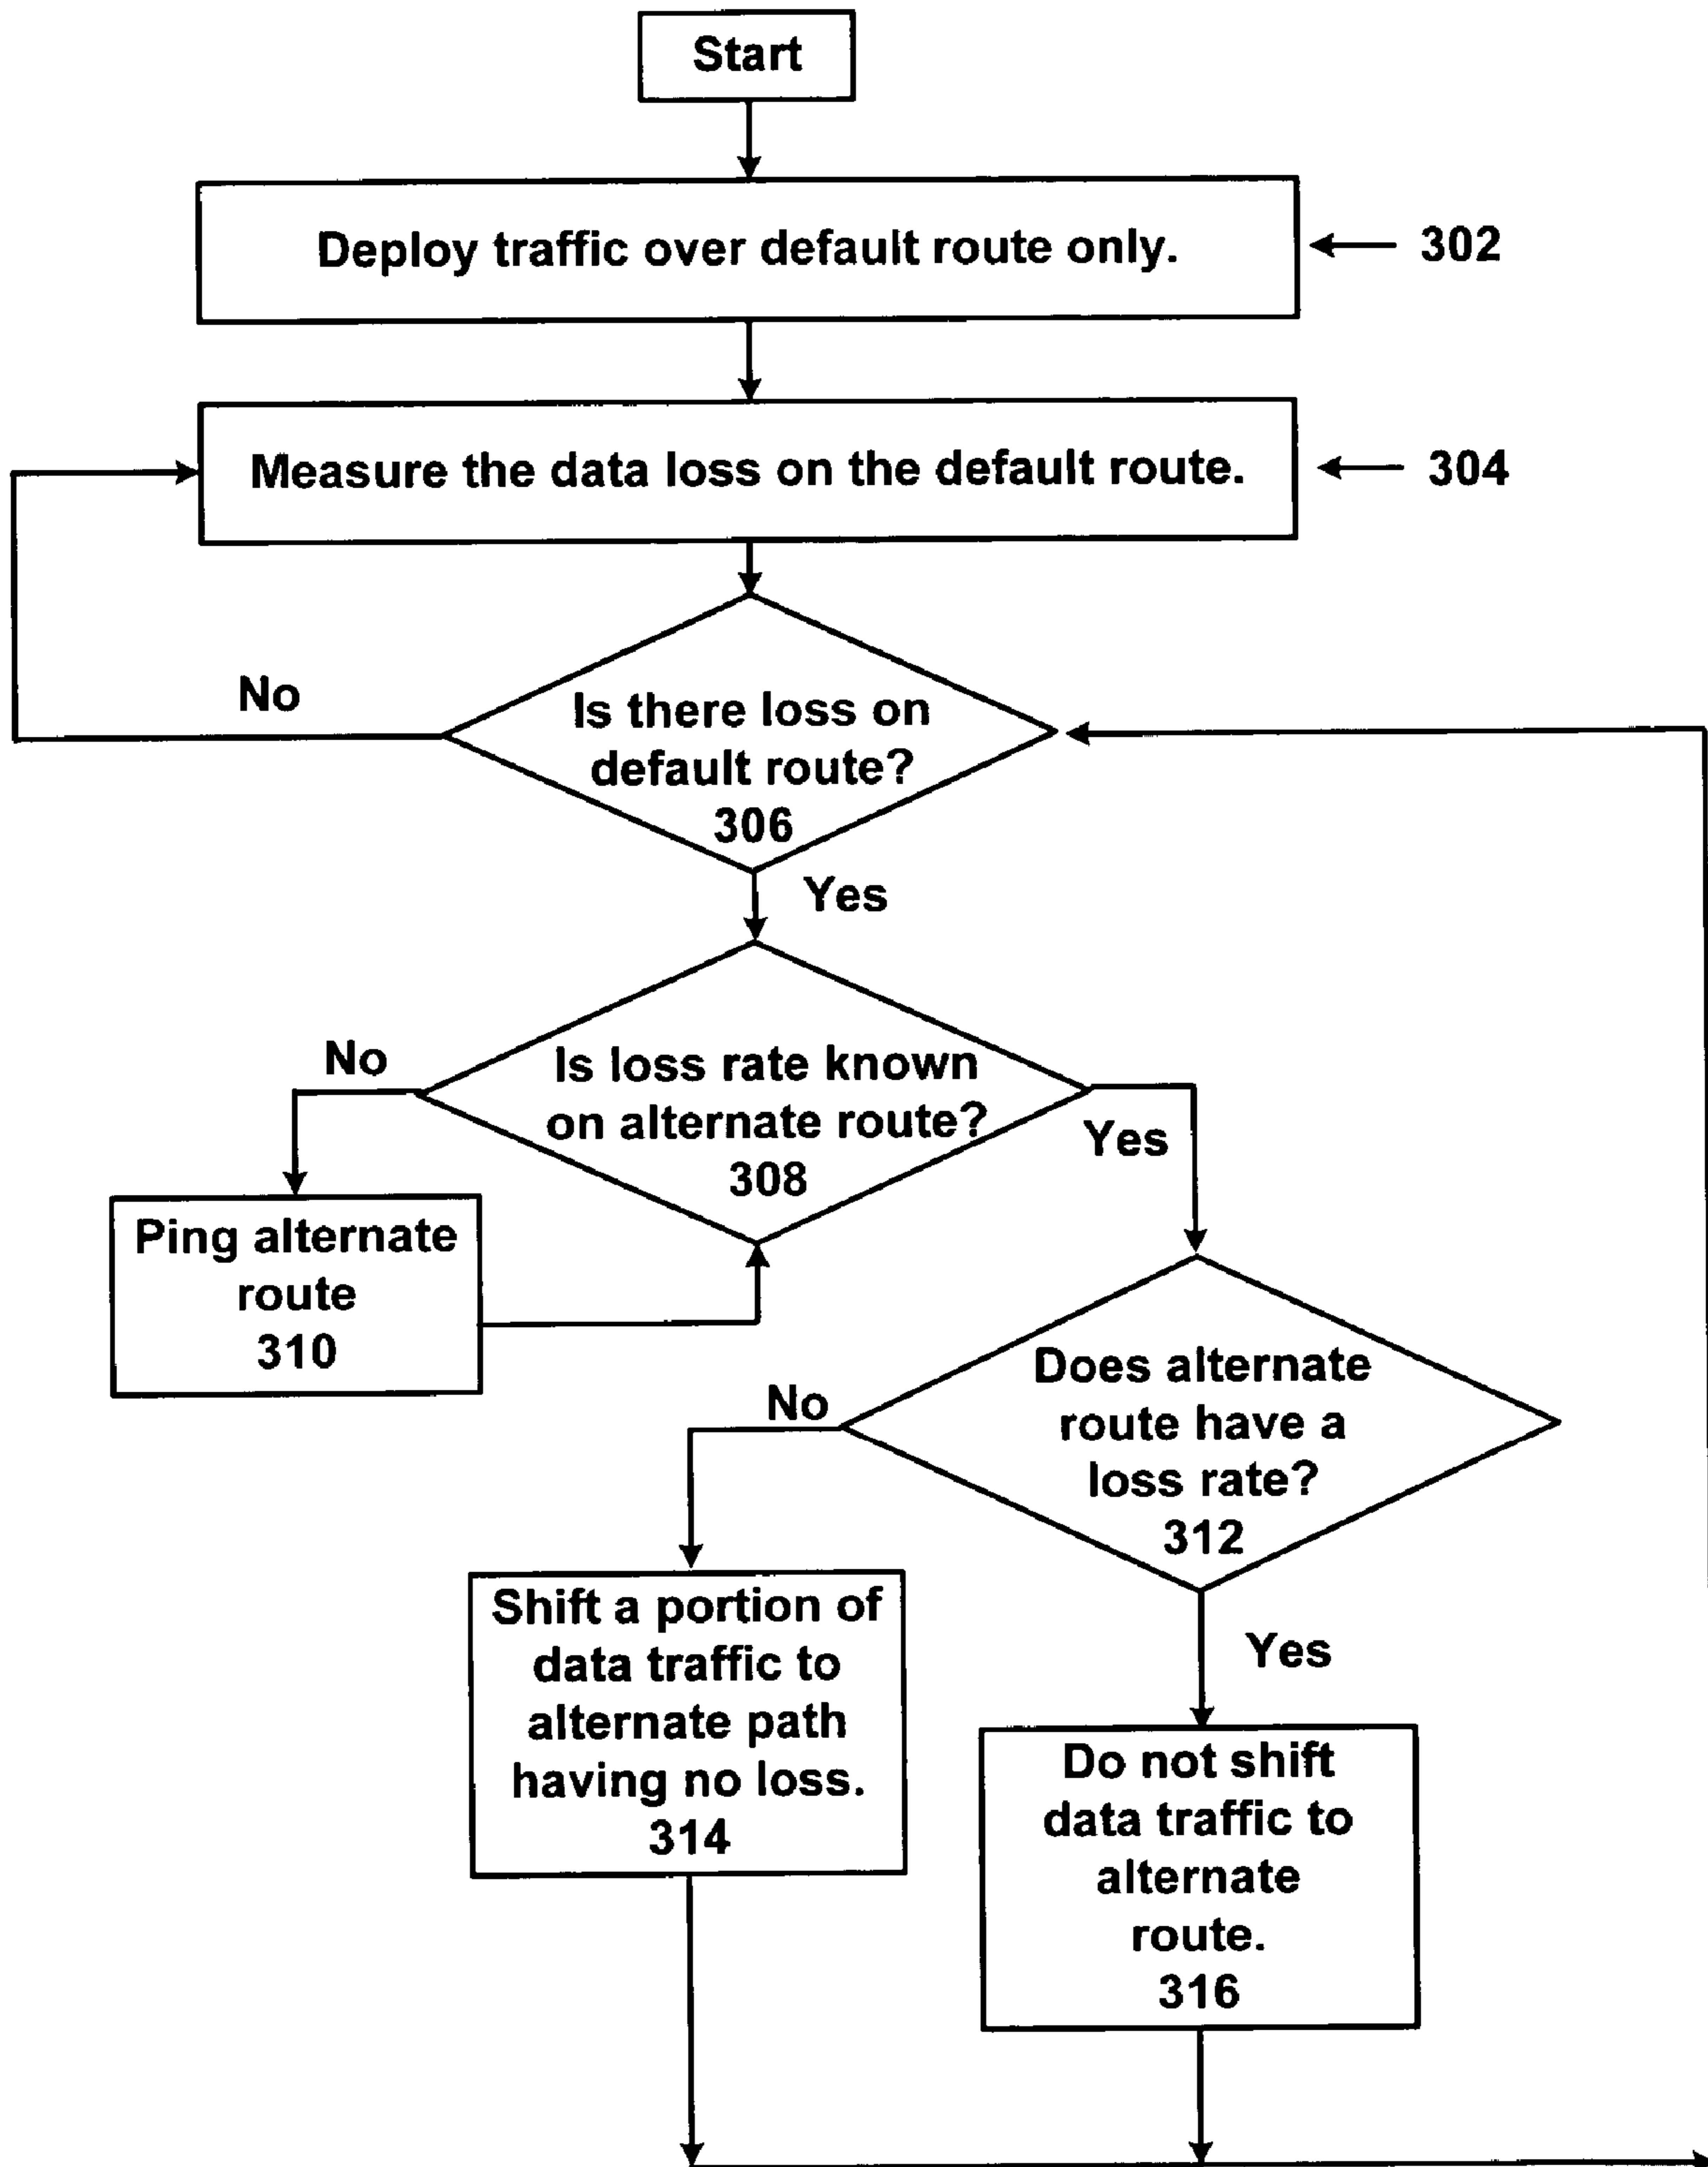 Start
Deploy traffic over default route only.
302
Measure the data loss on the default route.
304
No
Is there loss on
default route?
306
Yes
No
Is loss rate known
on alternate route?
308
Yes
Ping alternate
route
310
Does alternate
route have a
loss rate?
312
No
Shift a portion of
data traffic to
alternate path
having no loss.
314
Yes
Do not shift
data traffic to
alternate
route.
316